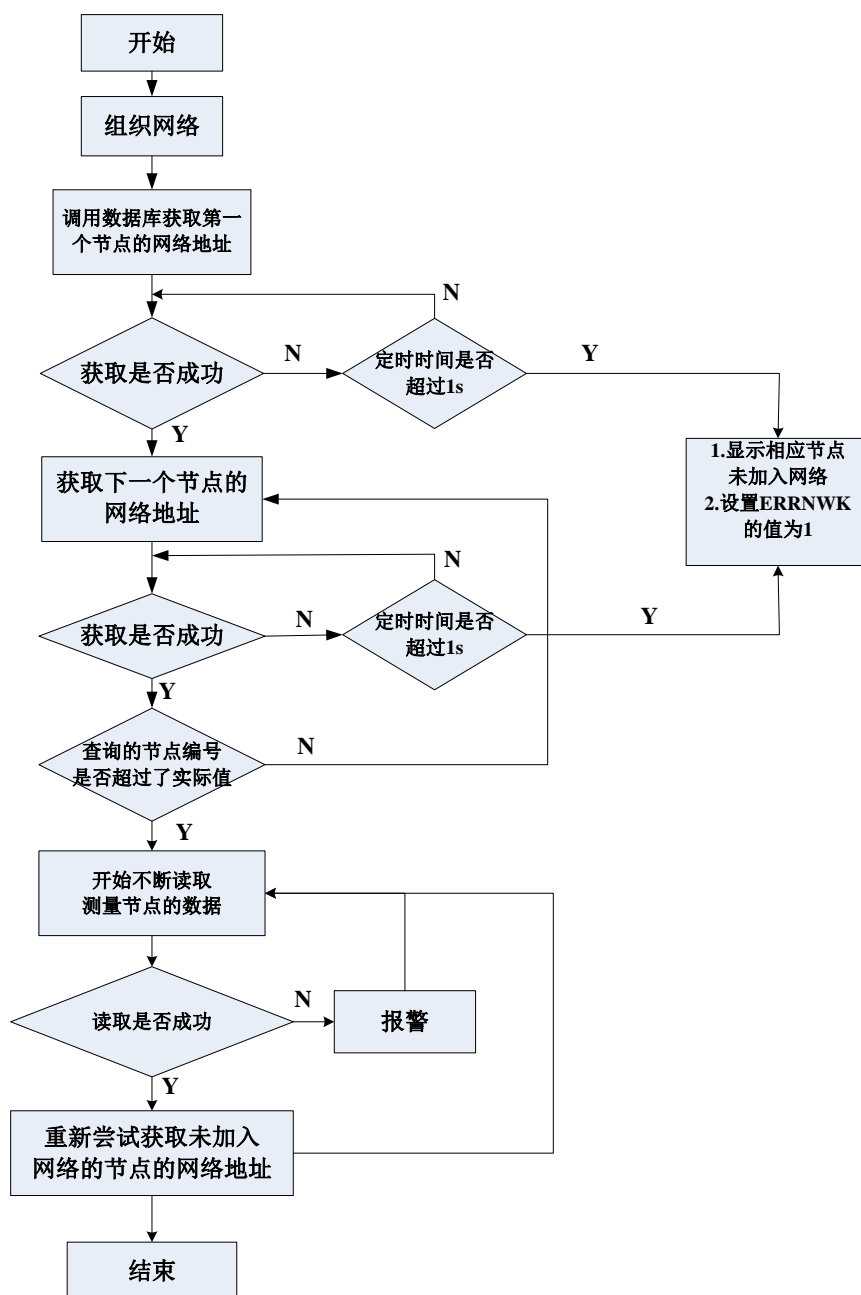 开始
组织网络
调用数据库获取第一
个节点的网络地址
N
获取是否成功
N
定时时间是否
超过1s
Y
Y
1.显示相应节点
未加入网络
2.设置ERRNWK
的值为1
获取下一个节点的
网络地址
N
获取是否成功
N
定时时间是否
超过1s
Y
Y
查询的节点编号
是否超过了实际值
N
Y
开始不断读取
测量节点的数据
读取是否成功
N
报警
Y
重新尝试获取未加入
网络的节点的网络地址
结束